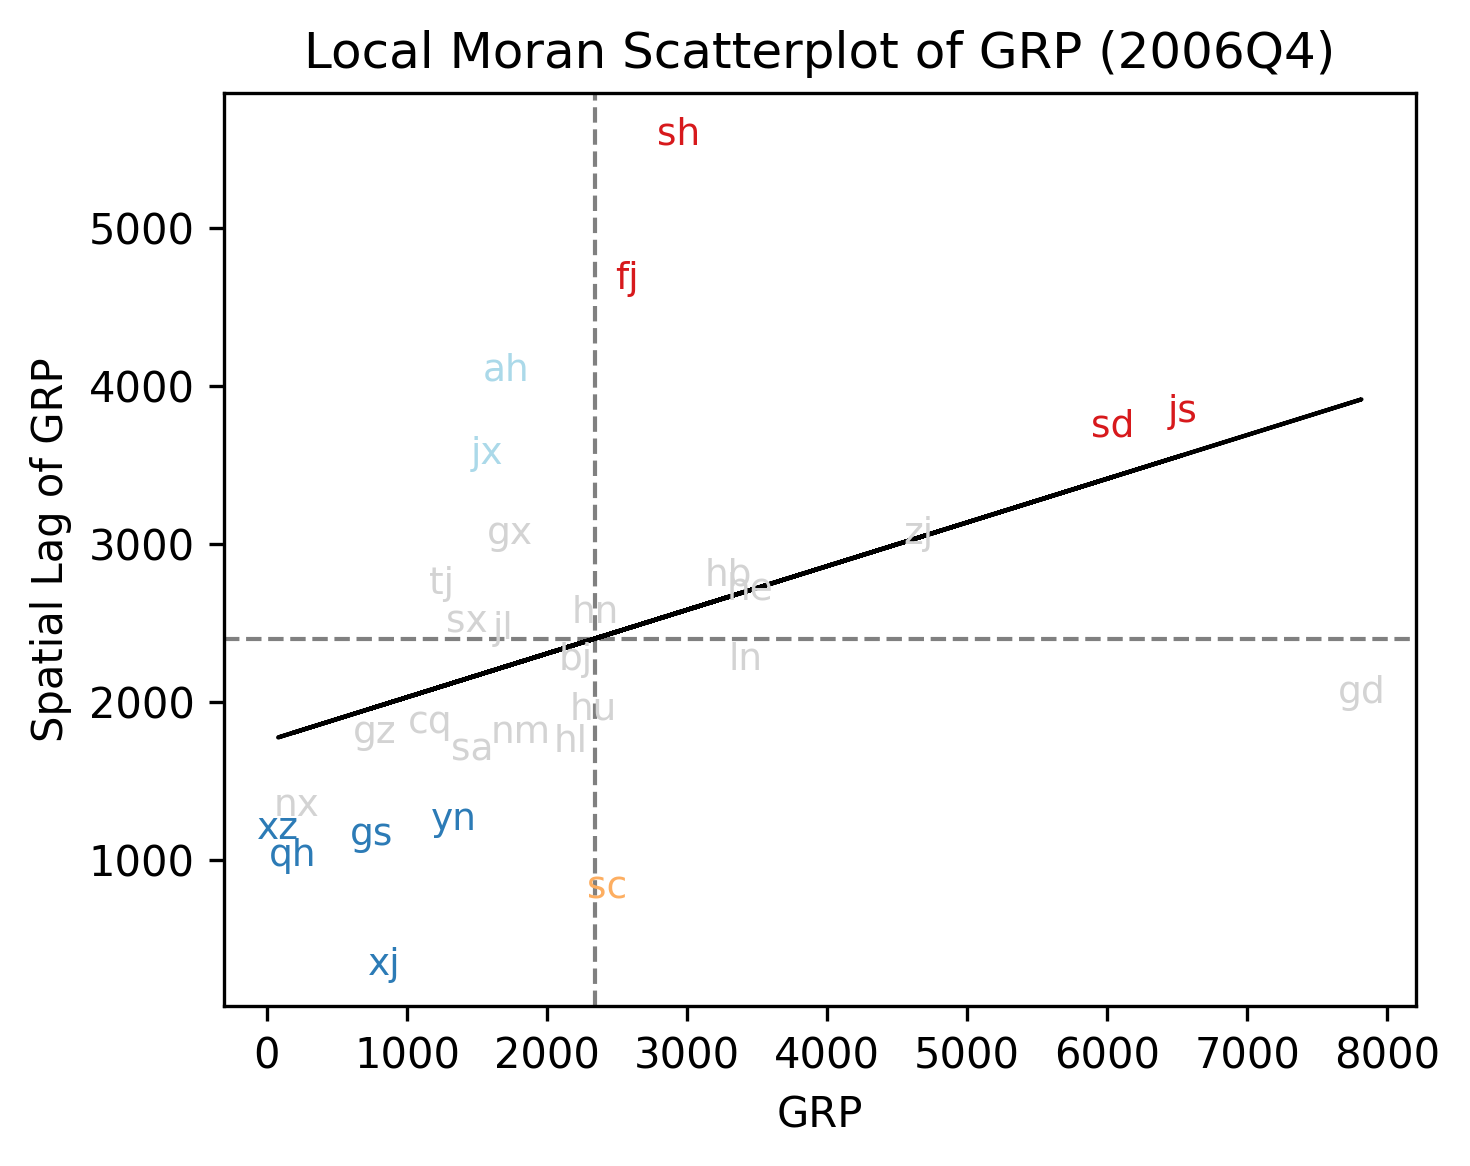 Local Moran Scatterplot of GRP (2006Q4)
sh
5000
fj
ah
4000
js
sd
jx
gx
zj
3000
hb
he
tj
hn
sx
jl
bj
ln
gd
2000
hu
cq
gz
nm
hl
sa
nx
xz
yn
gs
qh
1000
sc
xj
Spatial Lag of GRP
0 1000 2000 3000 4000 5000 6000 7000 8000
GRP